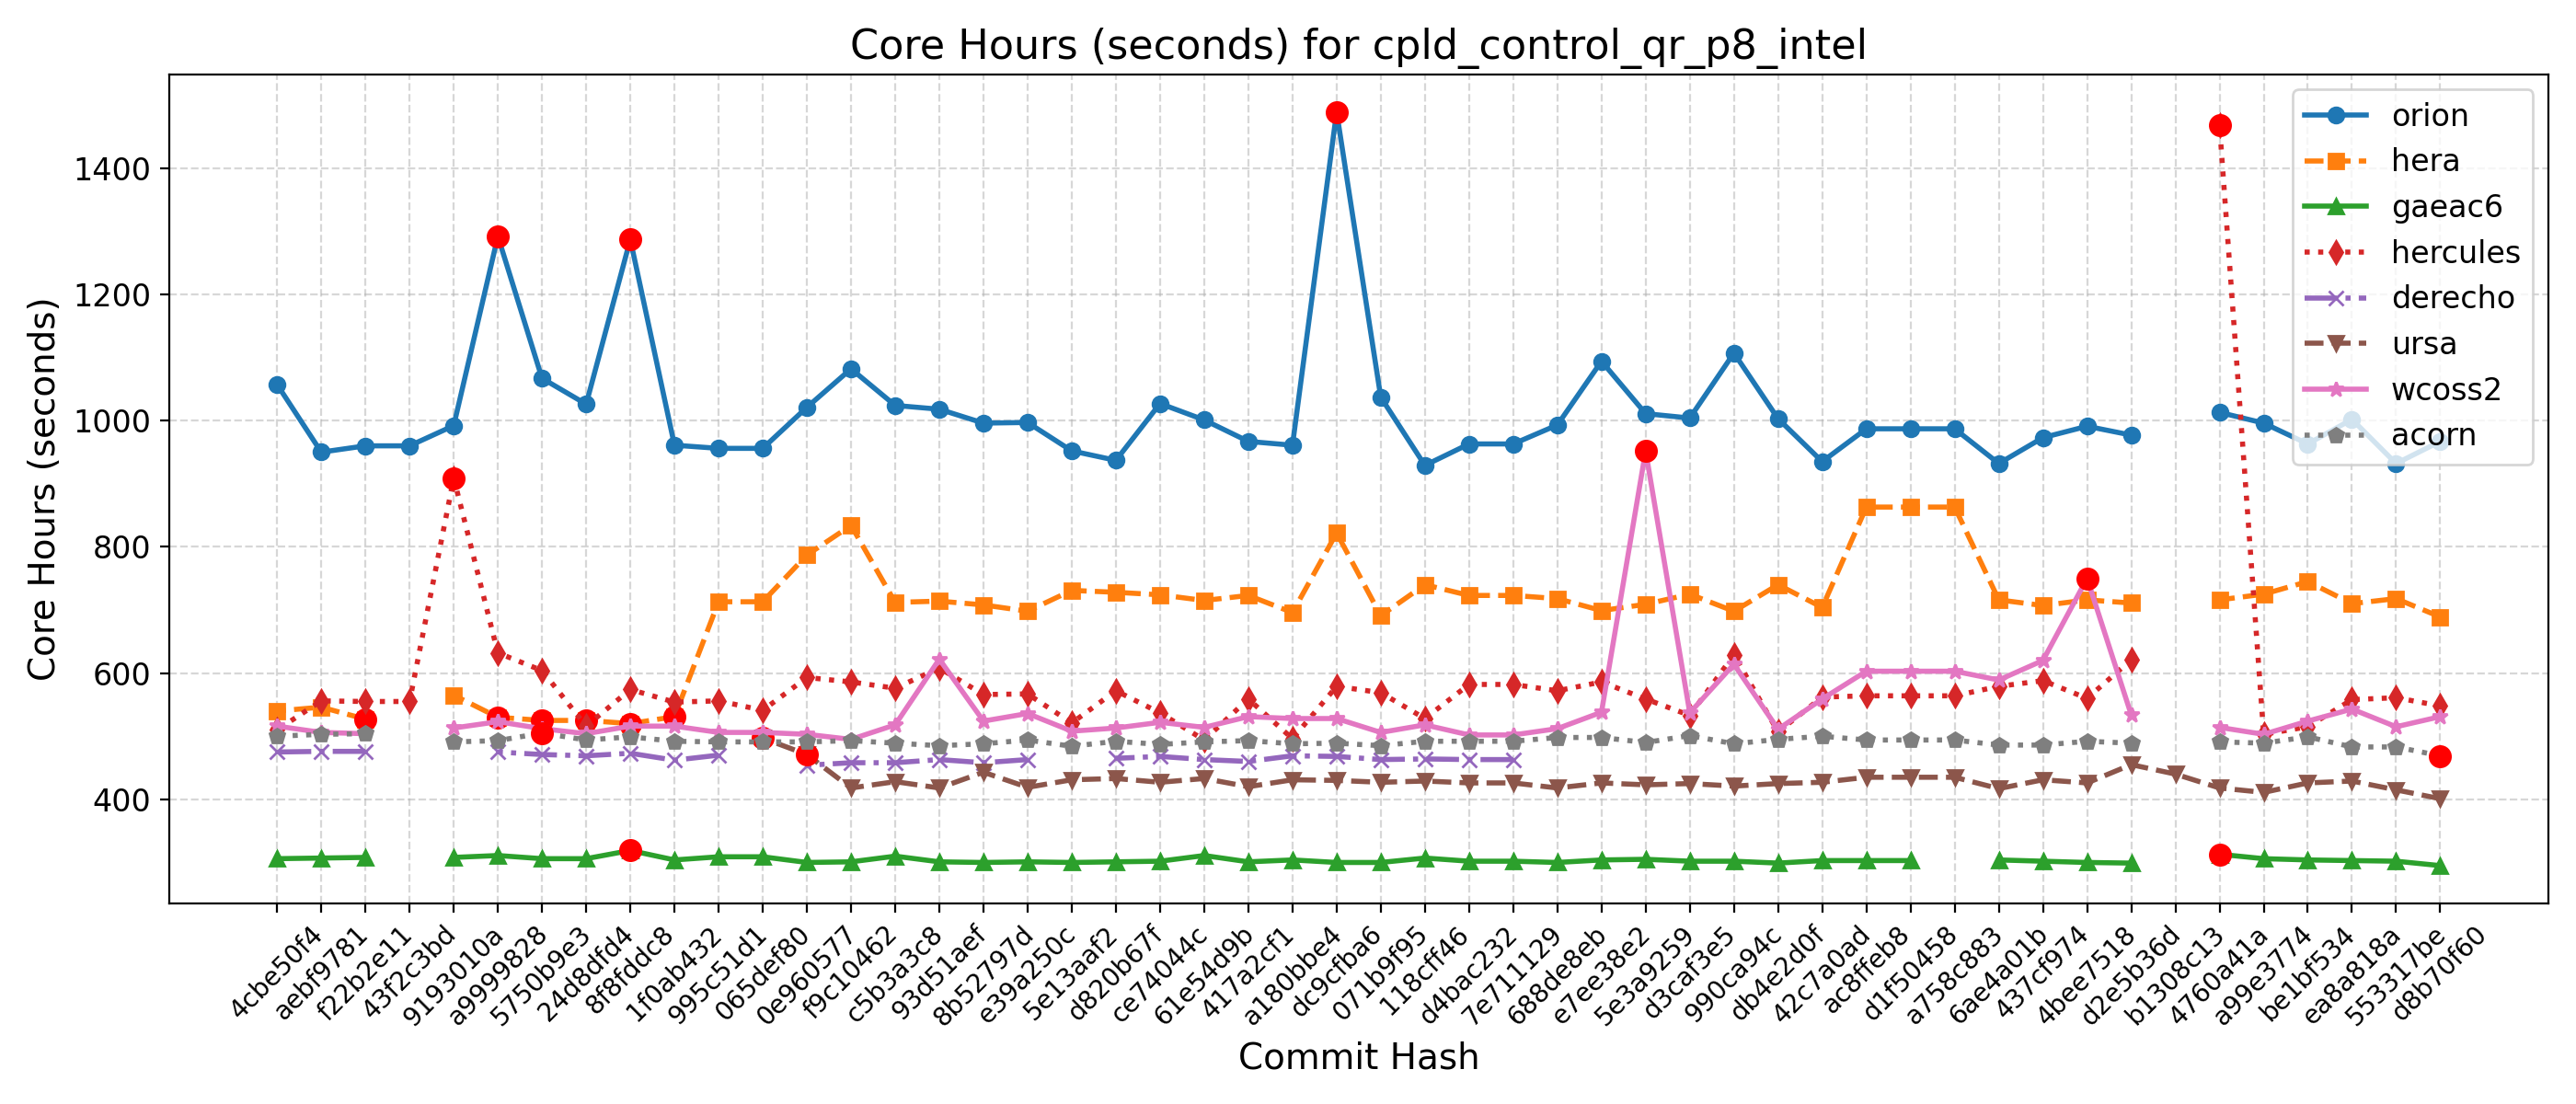 Core Hours (seconds) for cpld_control_qr_p8_intel
Core Hours (seconds)
1400
1200
1000
800
600
400
orion
hera
gaeac6
hercules
derecho
ursa
wcoss2
acorn
4cbe50f4
aebf9781
f22b2e11
43f2c3bd
9193010a
a9999828
5750b9e3
24d8dfd4
8f8fddc8
1f0ab432
995c51d1
065def80
0e960577
f9c10462
c5b3a3c8
93d51aef
8b52797d
e39a250c
5e13aaf2
d820b67f
ce74044c
61e54d9b
417a2cf1
a180bbe4
dc9cfba6
071b9f95
118cff46
d4bac232
7e711129
688de8eb
e7ee38e2
5e3a9259
d3caf3e5
990ca94c
db4e2d0f
42c7a0ad
ac8ffeb8
d1f50458
a758c883
6ae4a01b
437cf974
4bee7518
d2e5b36d
b1308c13
4760a41a
a99e3774
be1bf534
ea8a818a
553317be
d8b70f60
Commit Hash